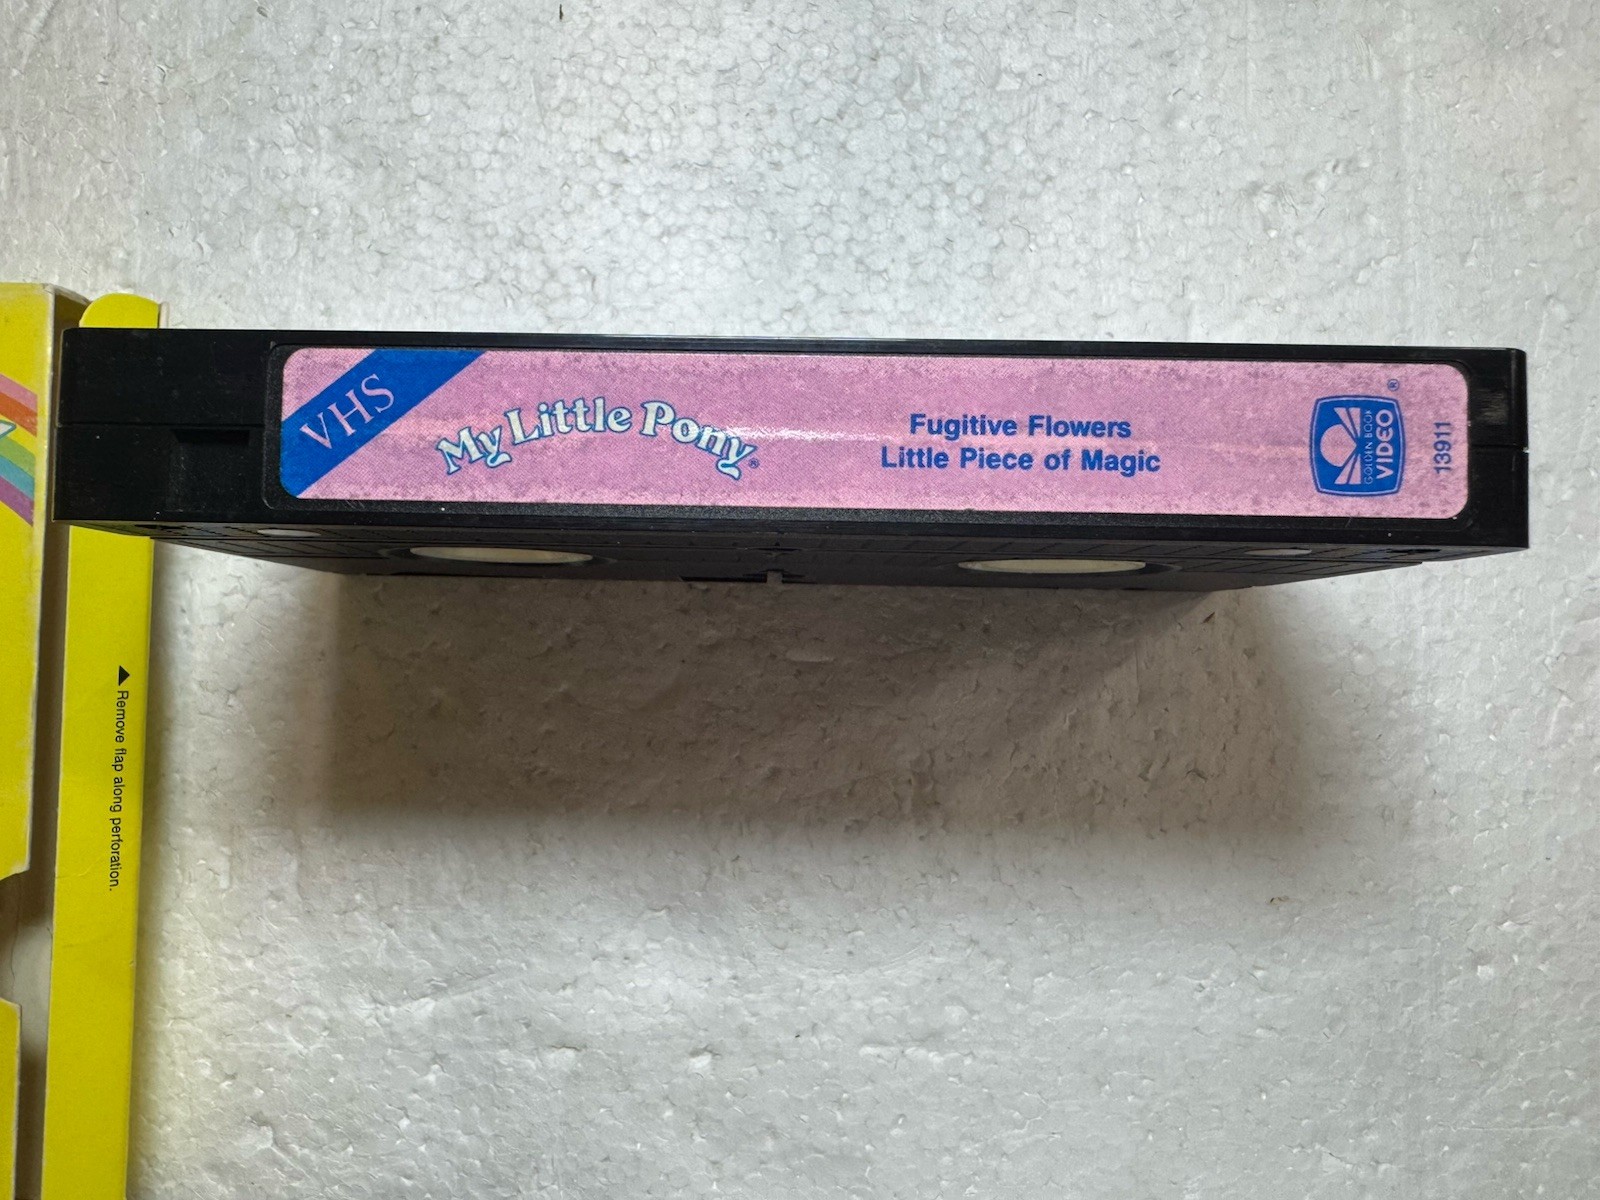 VHS
My Little Pony®
Fugitive Flowers
Little Piece of Magic
GOLDEN BOOK
VIDEO
®
13911
▲ Remove flap along perforation.